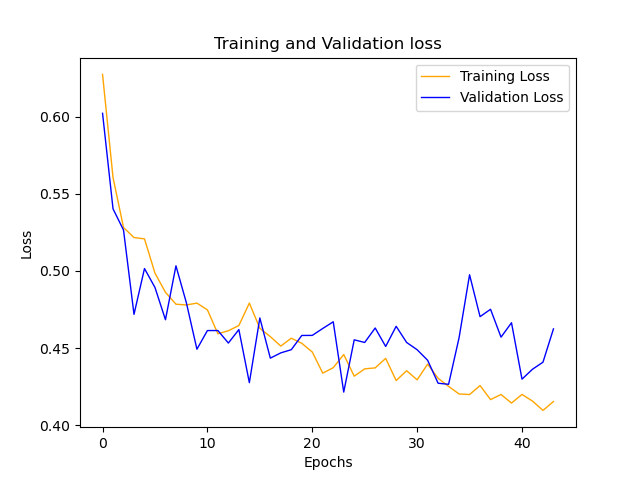 Training and Validation loss
Training Loss
Validation Loss
Loss
0.60
0.55
0.50
0.45
0.40
0 10 20 30 40
Epochs